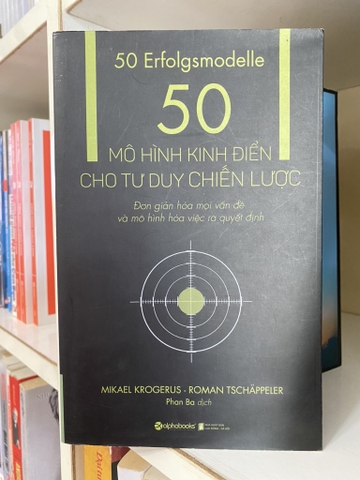 50 Erfolgsmodelle
50
MÔ HÌNH KINH ĐIỂN
CHO TƯ DUY CHIẾN LƯỢC
Đơn giản hóa mọi vấn đề
và mô hình hóa việc ra quyết định
MIKAEL KROGERUS - ROMAN TSCHÄPPELER
Phan Ba dịch
alphabooks